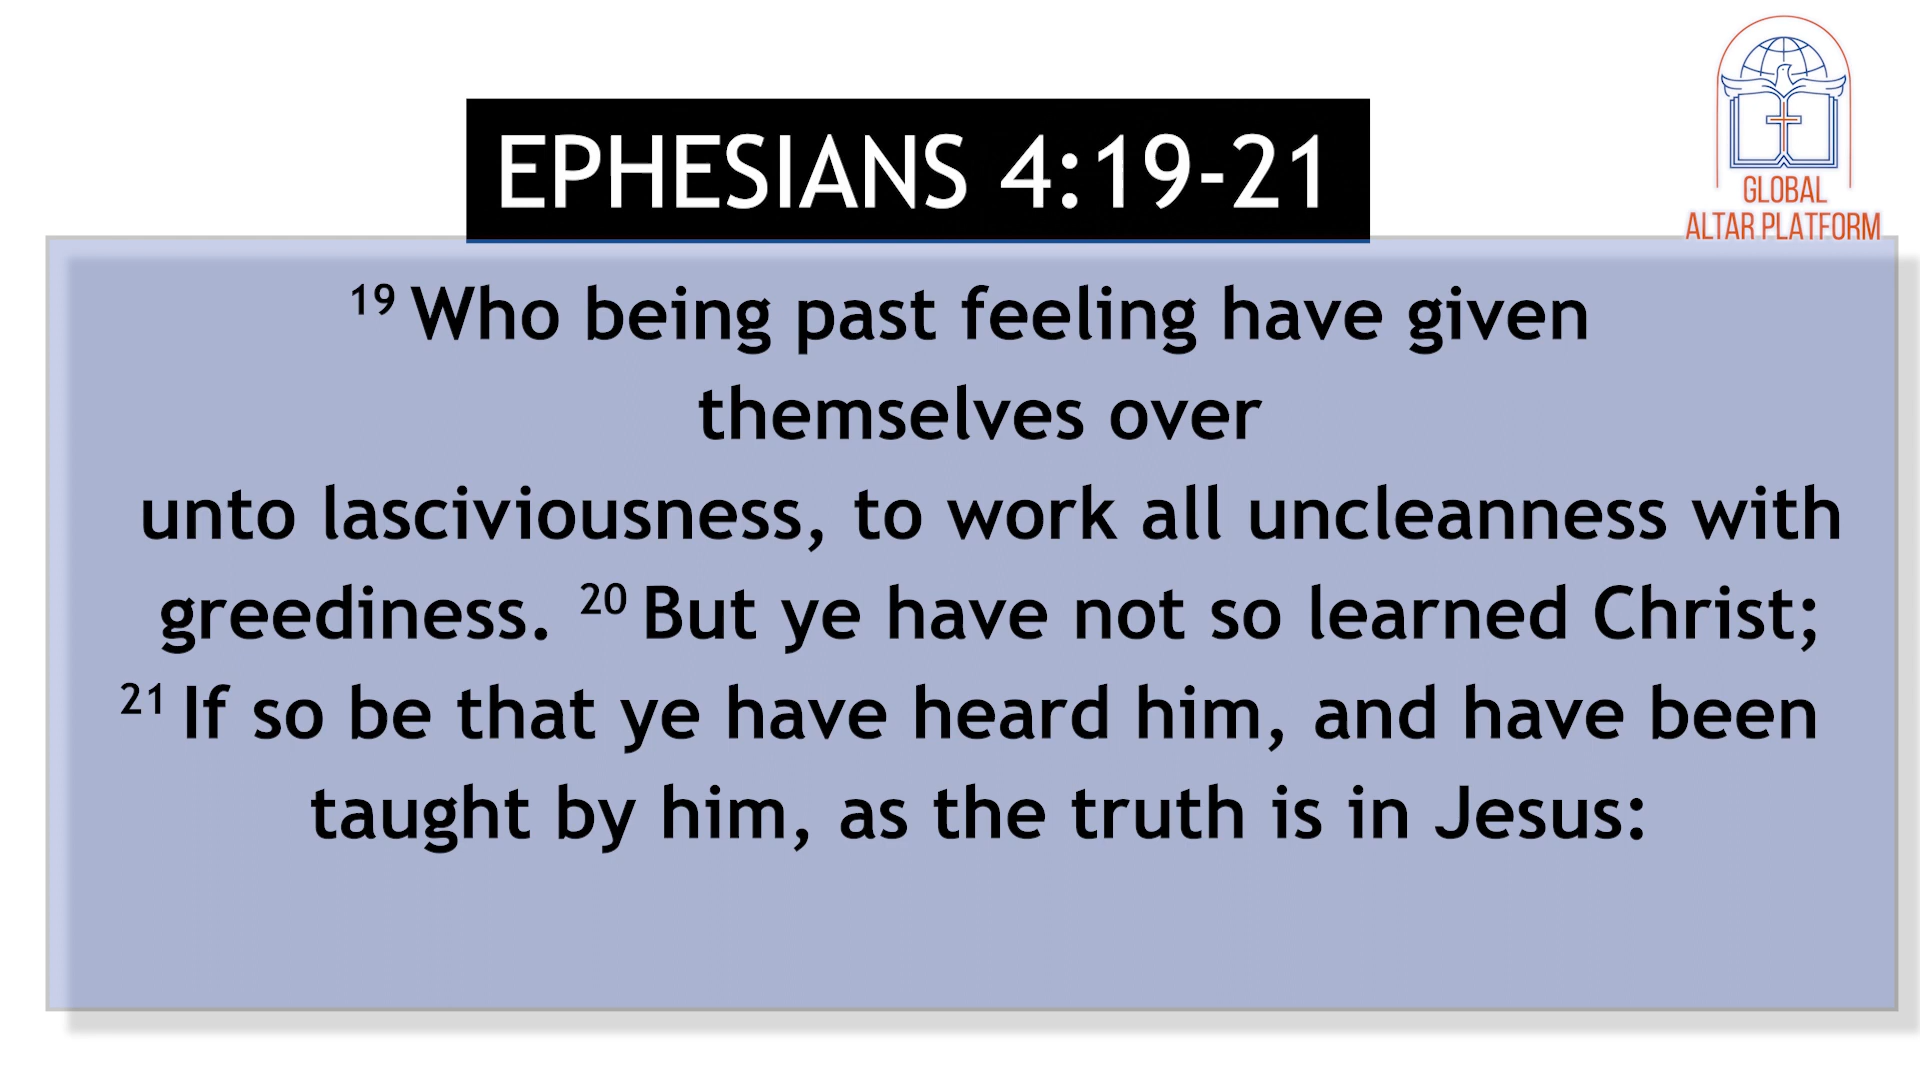 GLOBAL
ALTAR PLATFORM
EPHESIANS 4:19-21
19 Who being past feeling have given
themselves over
unto lasciviousness, to work all uncleanness with
greediness. 20 But ye have not so learned Christ;
21 If so be that ye have heard him, and have been
taught by him, as the truth is in Jesus: